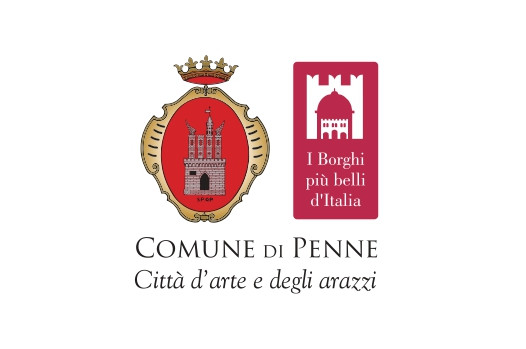 S P Q P
I Borghi
più belli
d'Italia
COMUNE DI PENNE
Città d'arte e degli arazzi